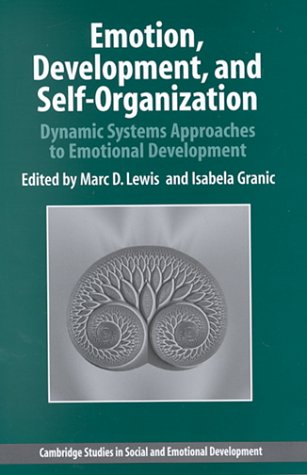 Emotion,
Development, and
Self-Organization
Dynamic Systems Approaches
to Emotional Development
Edited by Marc D. Lewis and Isabela Granic
Cambridge Studies in Social and Emotional Development